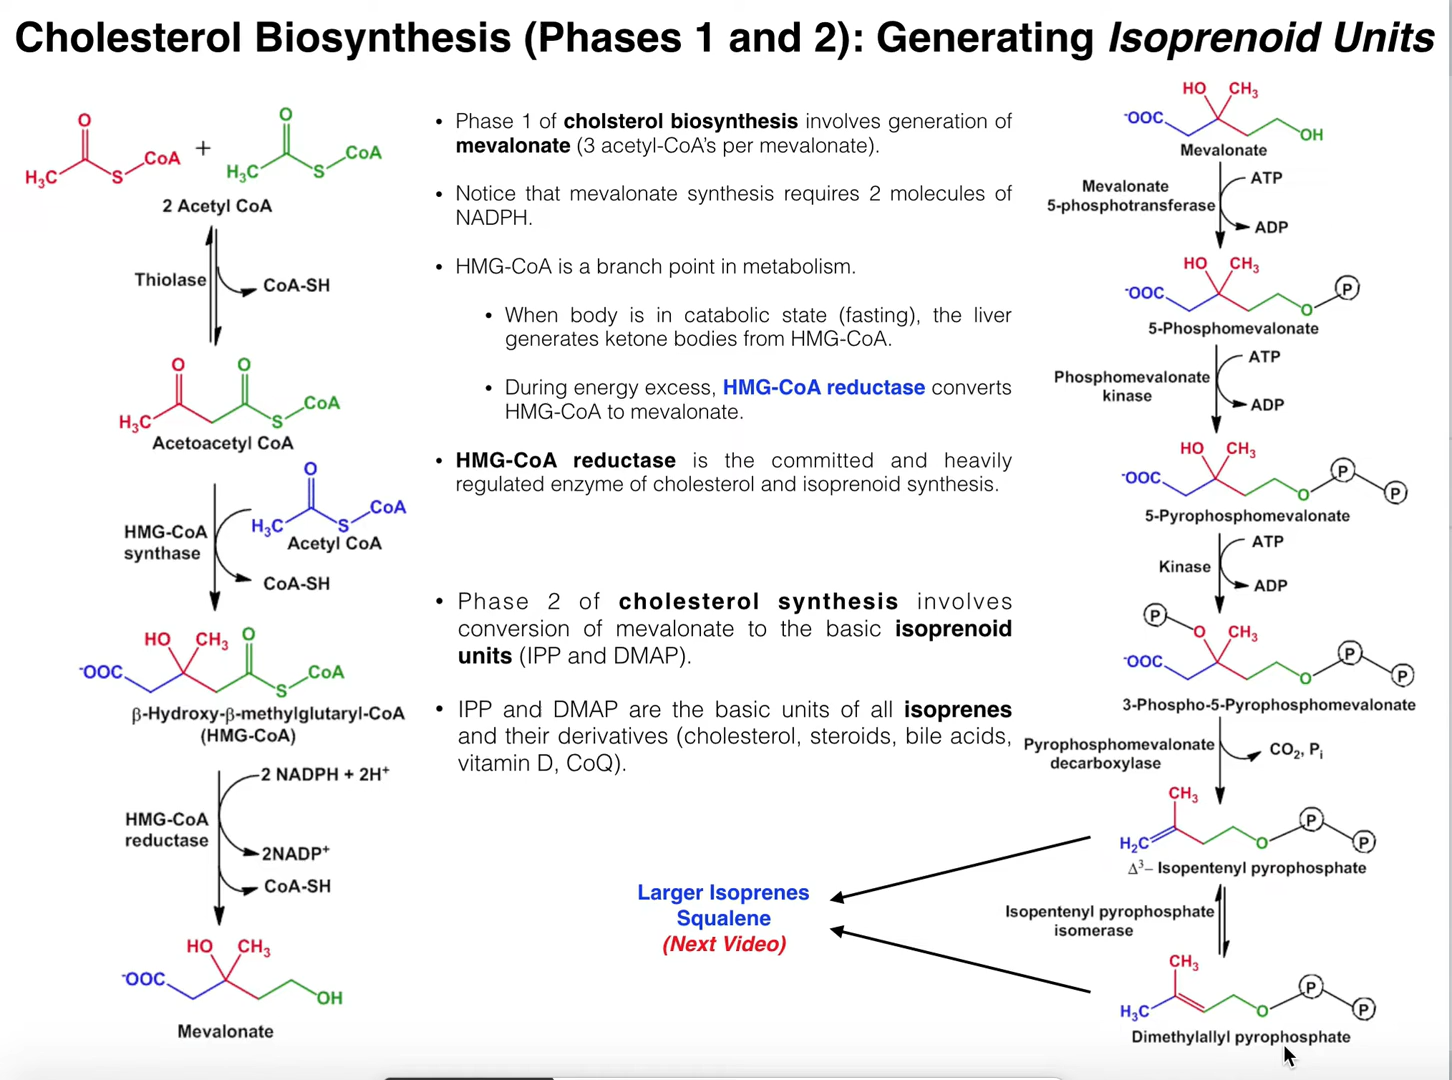 Cholesterol Biosynthesis (Phases 1 and 2): Generating Isoprenoid Units
O
H₃C
S
CoA
+
O
H₃C
S
CoA
2 Acetyl CoA
Thiolase
CoA-SH
O
O
H₃C
S
CoA
Acetoacetyl CoA
O
H₃C
S
CoA
Acetyl CoA
HMG-CoA
synthase
CoA-SH
HO
CH₃
O
⁻OOC
S
CoA
β-Hydroxy-β-methylglutaryl-CoA
(HMG-CoA)
2 NADPH + 2H⁺
HMG-CoA
reductase
2NADP⁺
CoA-SH
HO
CH₃
⁻OOC
OH
Mevalonate
• Phase 1 of cholsterol biosynthesis involves generation of
mevalonate (3 acetyl-CoA's per mevalonate).
• Notice that mevalonate synthesis requires 2 molecules of
NADPH.
• HMG-CoA is a branch point in metabolism.
• When body is in catabolic state (fasting), the liver
generates ketone bodies from HMG-CoA.
• During energy excess, HMG-CoA reductase converts
HMG-CoA to mevalonate.
• HMG-CoA reductase is the committed and heavily
regulated enzyme of cholesterol and isoprenoid synthesis.
• Phase 2 of cholesterol synthesis involves
conversion of mevalonate to the basic isoprenoid
units (IPP and DMAP).
• IPP and DMAP are the basic units of all isoprenes
and their derivatives (cholesterol, steroids, bile acids,
vitamin D, CoQ).
Larger Isoprenes
Squalene
(Next Video)
HO
CH₃
⁻OOC
OH
Mevalonate
Mevalonate
5-phosphotransferase
ATP
ADP
HO
CH₃
⁻OOC
O
P
5-Phosphomevalonate
Phosphomevalonate
kinase
ATP
ADP
HO
CH₃
⁻OOC
O
P
P
5-Pyrophosphomevalonate
Kinase
ATP
ADP
P
O
CH₃
⁻OOC
O
P
P
3-Phospho-5-Pyrophosphomevalonate
Pyrophosphomevalonate
decarboxylase
CO₂, Pᵢ
CH₃
H₂C
O
P
P
Δ³– Isopentenyl pyrophosphate
Isopentenyl pyrophosphate
isomerase
CH₃
H₃C
O
P
P
Dimethylallyl pyrophosphate